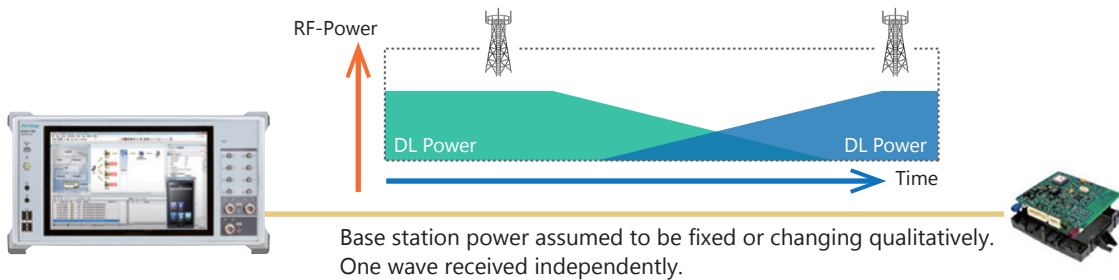 RF-Power
DL Power
DL Power
Time
Base station power assumed to be fixed or changing qualitatively.
One wave received independently.